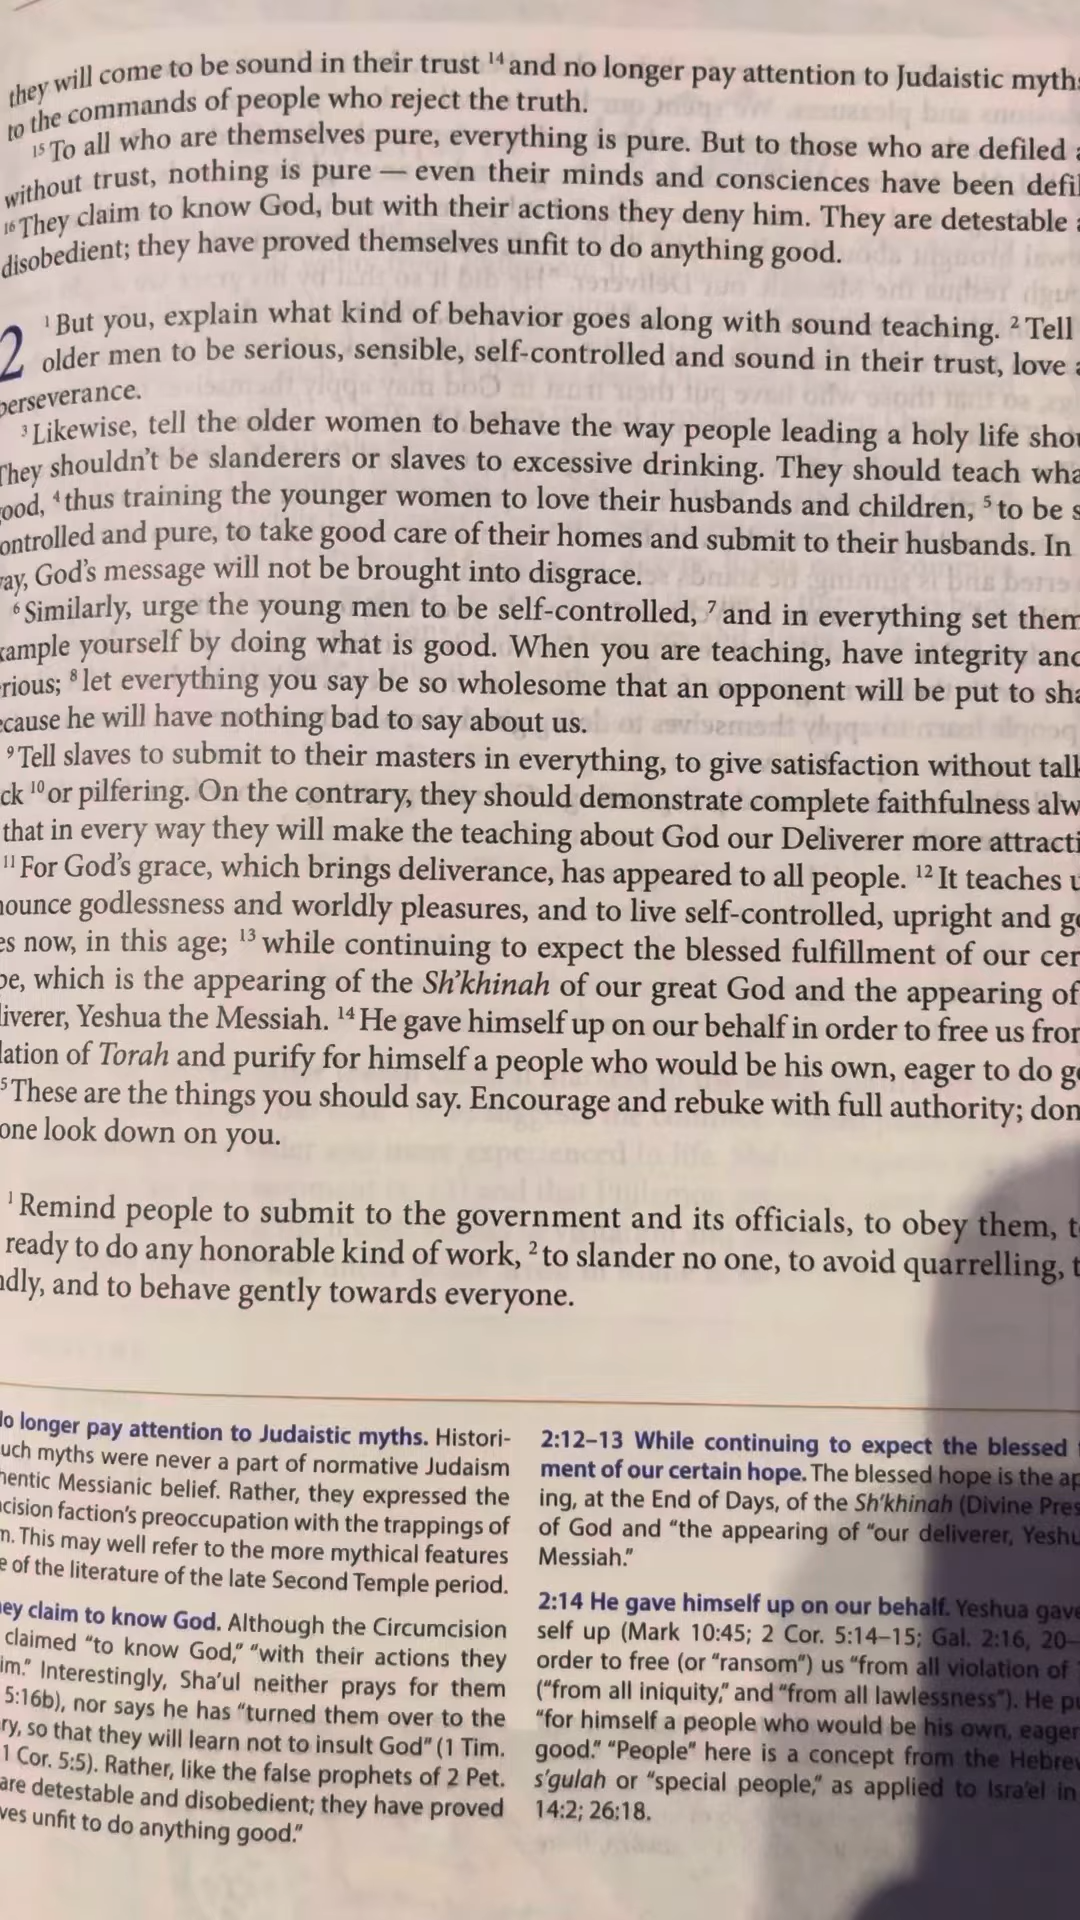 they will come to be sound in their trust ¹⁴ and no longer pay attention to Judaistic myths
to the commands of people who reject the truth.
¹⁵ To all who are themselves pure, everything is pure. But to those who are defiled
without trust, nothing is pure — even their minds and consciences have been defil
¹⁶ They claim to know God, but with their actions they deny him. They are detestable
disobedient; they have proved themselves unfit to do anything good.
2 ¹ But you, explain what kind of behavior goes along with sound teaching. ² Tell
older men to be serious, sensible, self-controlled and sound in their trust, love
perseverance.
³ Likewise, tell the older women to behave the way people leading a holy life shou
They shouldn't be slanderers or slaves to excessive drinking. They should teach wha
ood, ⁴ thus training the younger women to love their husbands and children, ⁵ to be s
ontrolled and pure, to take good care of their homes and submit to their husbands. In
ay, God's message will not be brought into disgrace.
⁶ Similarly, urge the young men to be self-controlled, ⁷ and in everything set them
xample yourself by doing what is good. When you are teaching, have integrity and
rious; ⁸ let everything you say be so wholesome that an opponent will be put to sha
ecause he will have nothing bad to say about us.
⁹ Tell slaves to submit to their masters in everything, to give satisfaction without talk
ck ¹⁰ or pilfering. On the contrary, they should demonstrate complete faithfulness alw
that in every way they will make the teaching about God our Deliverer more attracti
¹¹ For God's grace, which brings deliverance, has appeared to all people. ¹² It teaches u
nounce godlessness and worldly pleasures, and to live self-controlled, upright and go
es now, in this age; ¹³ while continuing to expect the blessed fulfillment of our cer
pe, which is the appearing of the Sh'khinah of our great God and the appearing of
liverer, Yeshua the Messiah. ¹⁴ He gave himself up on our behalf in order to free us from
lation of Torah and purify for himself a people who would be his own, eager to do go
⁵ These are the things you should say. Encourage and rebuke with full authority; don
one look down on you.
¹ Remind people to submit to the government and its officials, to obey them, t
ready to do any honorable kind of work, ² to slander no one, to avoid quarrelling, t
ndly, and to behave gently towards everyone.
No longer pay attention to Judaistic myths. Histori-
uch myths were never a part of normative Judaism
hentic Messianic belief. Rather, they expressed the
cision faction's preoccupation with the trappings of
m. This may well refer to the more mythical features
e of the literature of the late Second Temple period.
ey claim to know God. Although the Circumcision
claimed "to know God," "with their actions they
im." Interestingly, Sha'ul neither prays for them
5:16b), nor says he has "turned them over to the
ry, so that they will learn not to insult God" (1 Tim.
1 Cor. 5:5). Rather, like the false prophets of 2 Pet.
are detestable and disobedient; they have proved
ves unfit to do anything good."
2:12–13 While continuing to expect the blessed
ment of our certain hope. The blessed hope is the ap
ing, at the End of Days, of the Sh'khinah (Divine Pres
of God and "the appearing of "our deliverer, Yeshu
Messiah."
2:14 He gave himself up on our behalf. Yeshua gave
self up (Mark 10:45; 2 Cor. 5:14–15; Gal. 2:16, 20–
order to free (or "ransom") us "from all violation of
("from all iniquity," and "from all lawlessness"). He pu
"for himself a people who would be his own, eager
good." "People" here is a concept from the Hebrew
s'gulah or "special people," as applied to Isra'el in
14:2; 26:18.